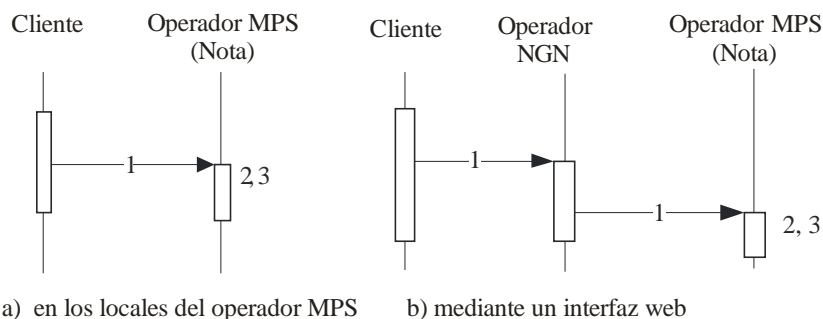 Cliente
Operador MPS
(Nota)
1
2,3
a) en los locales del operador MPS
Cliente
Operador
NGN
Operador MPS
(Nota)
1
1
2, 3
b) mediante un interfaz web